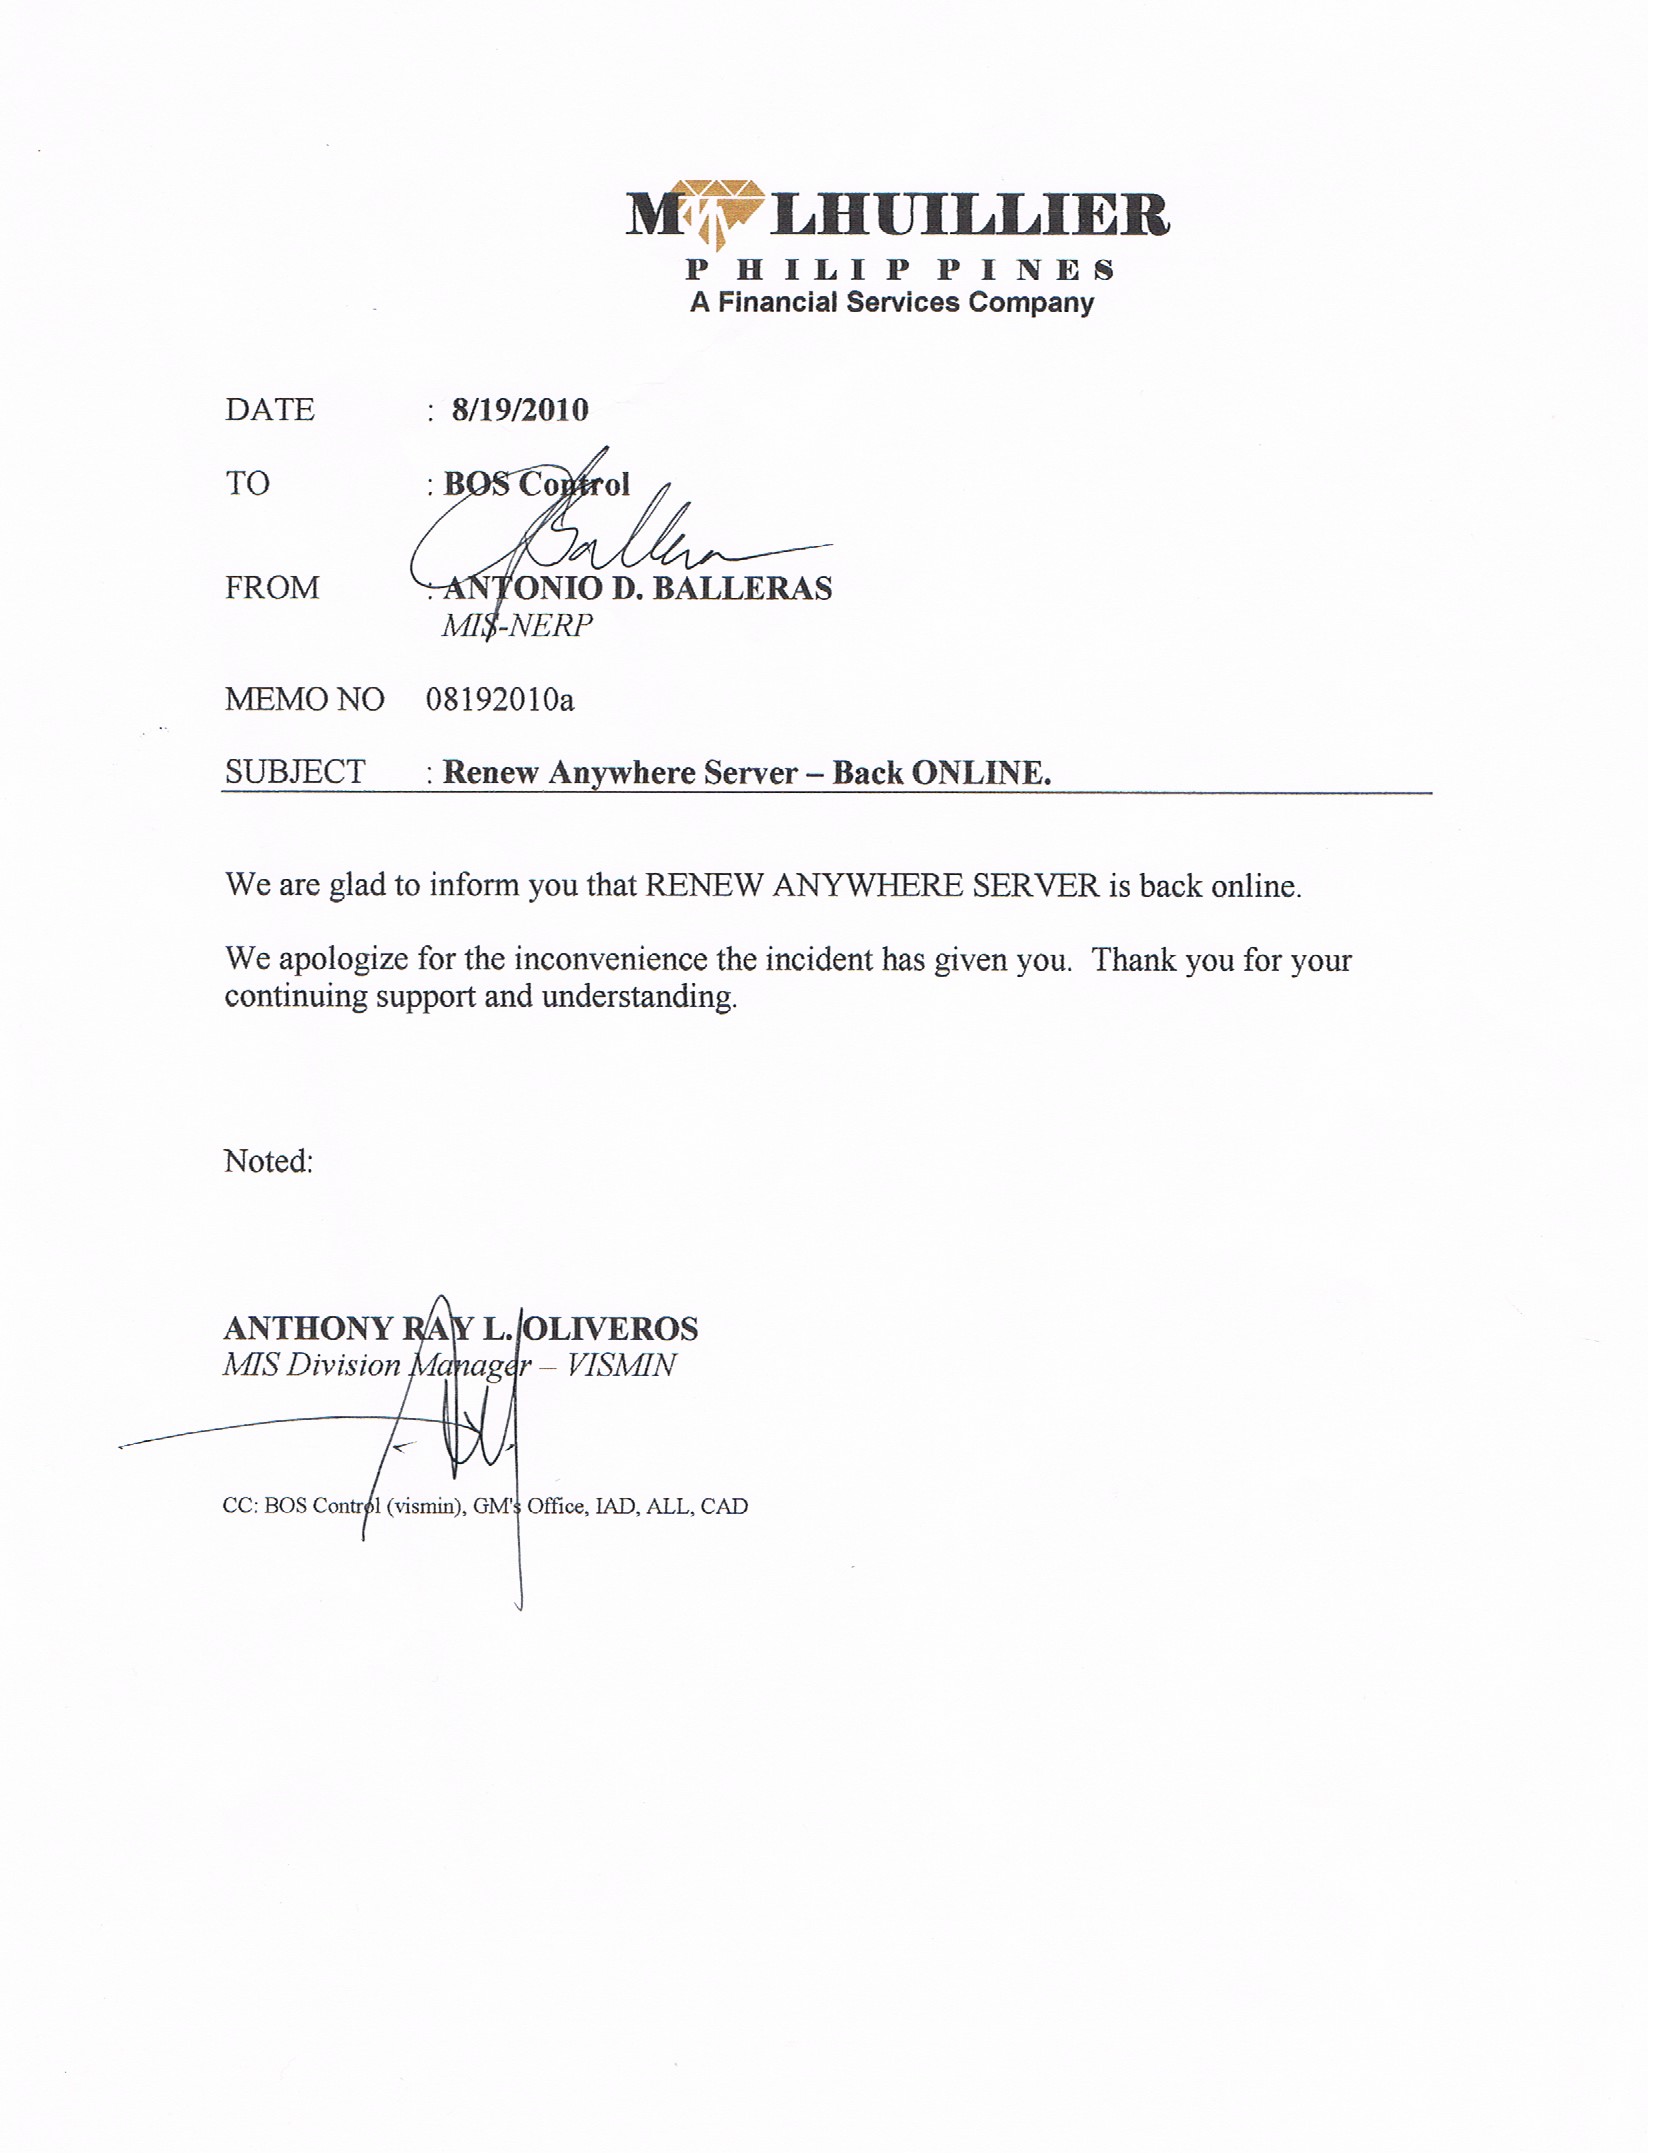 M LHUILLIER
PHILIPPINES
A Financial Services Company
DATE : 8/19/2010
TO : BOS Control
Balleras
FROM : ANTONIO D. BALLERAS
MIS-NERP
MEMO NO 08192010a
SUBJECT : Renew Anywhere Server – Back ONLINE.
We are glad to inform you that RENEW ANYWHERE SERVER is back online.
We apologize for the inconvenience the incident has given you. Thank you for your
continuing support and understanding.
Noted:
ANTHONY RAY L. OLIVEROS
MIS Division Manager – VISMIN
CC: BOS Control (vismin), GM's Office, IAD, ALL, CAD